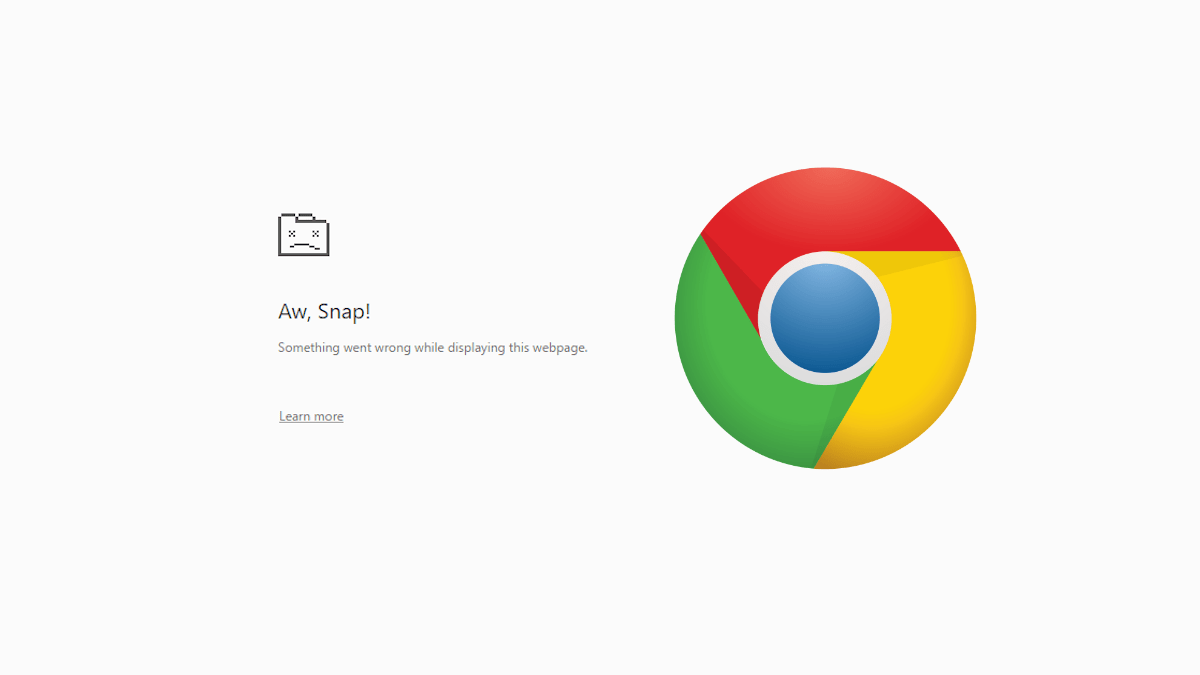 Aw, Snap!
Something went wrong while displaying this webpage.
Learn more